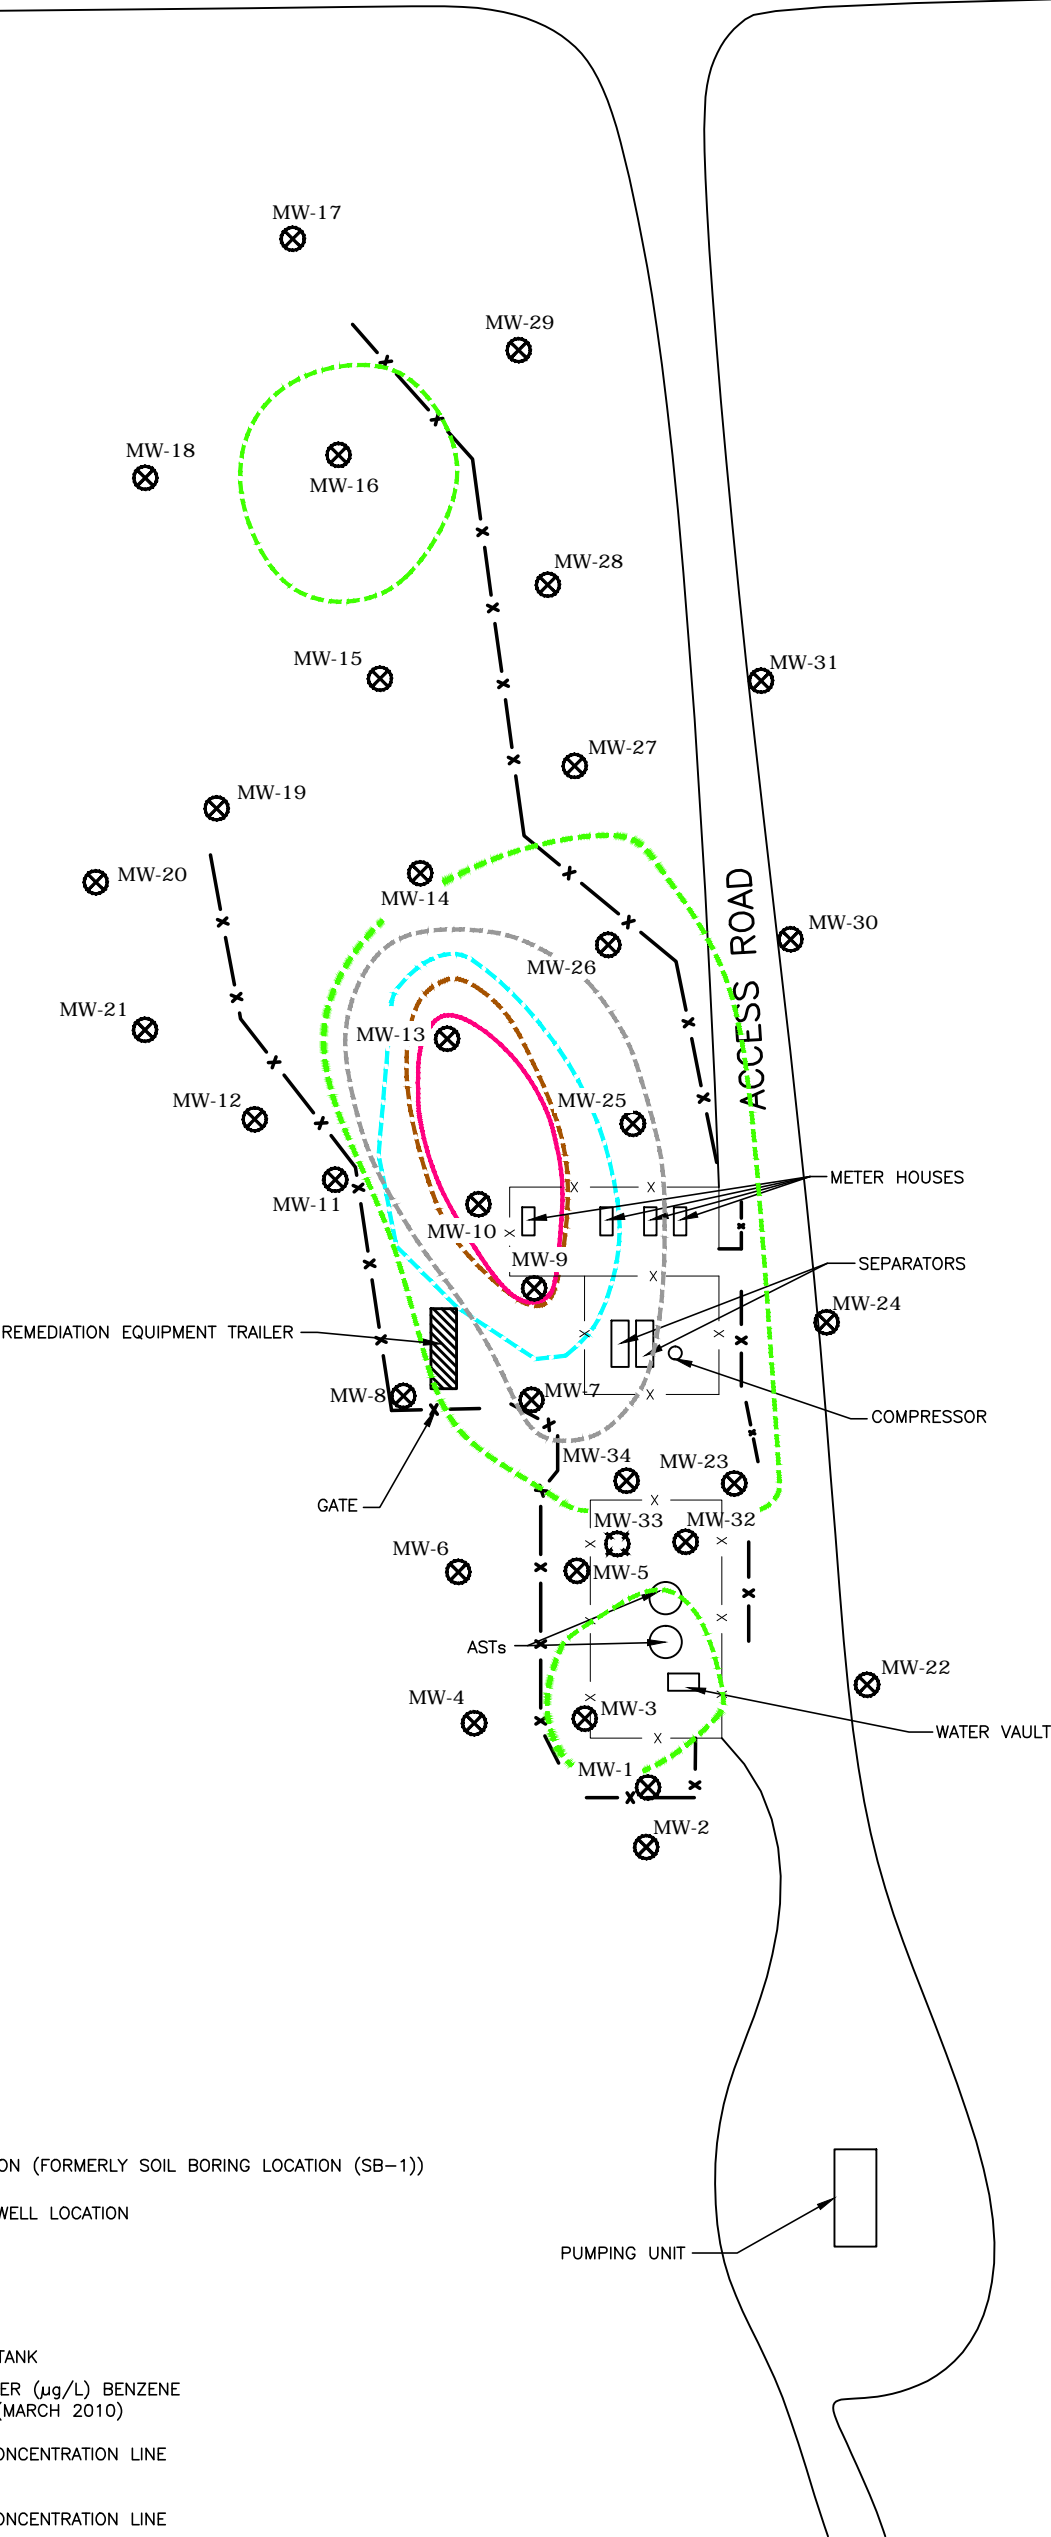 MW-17
MW-29
MW-18
MW-16
MW-28
MW-15
MW-31
MW-27
MW-19
MW-20
MW-14
ACCESS ROAD
MW-30
MW-26
MW-21
MW-13
MW-12
MW-25
METER HOUSES
MW-11
MW-10
MW-9
SEPARATORS
MW-24
REMEDIATION EQUIPMENT TRAILER
MW-8
MW-7
COMPRESSOR
MW-34
MW-23
GATE
MW-33
MW-32
MW-6
MW-5
ASTs
MW-22
MW-4
MW-3
WATER VAULT
MW-1
MW-2
ON (FORMERLY SOIL BORING LOCATION (SB-1))
WELL LOCATION
PUMPING UNIT
TANK
ER (µg/L) BENZENE
(MARCH 2010)
ONCENTRATION LINE
ONCENTRATION LINE